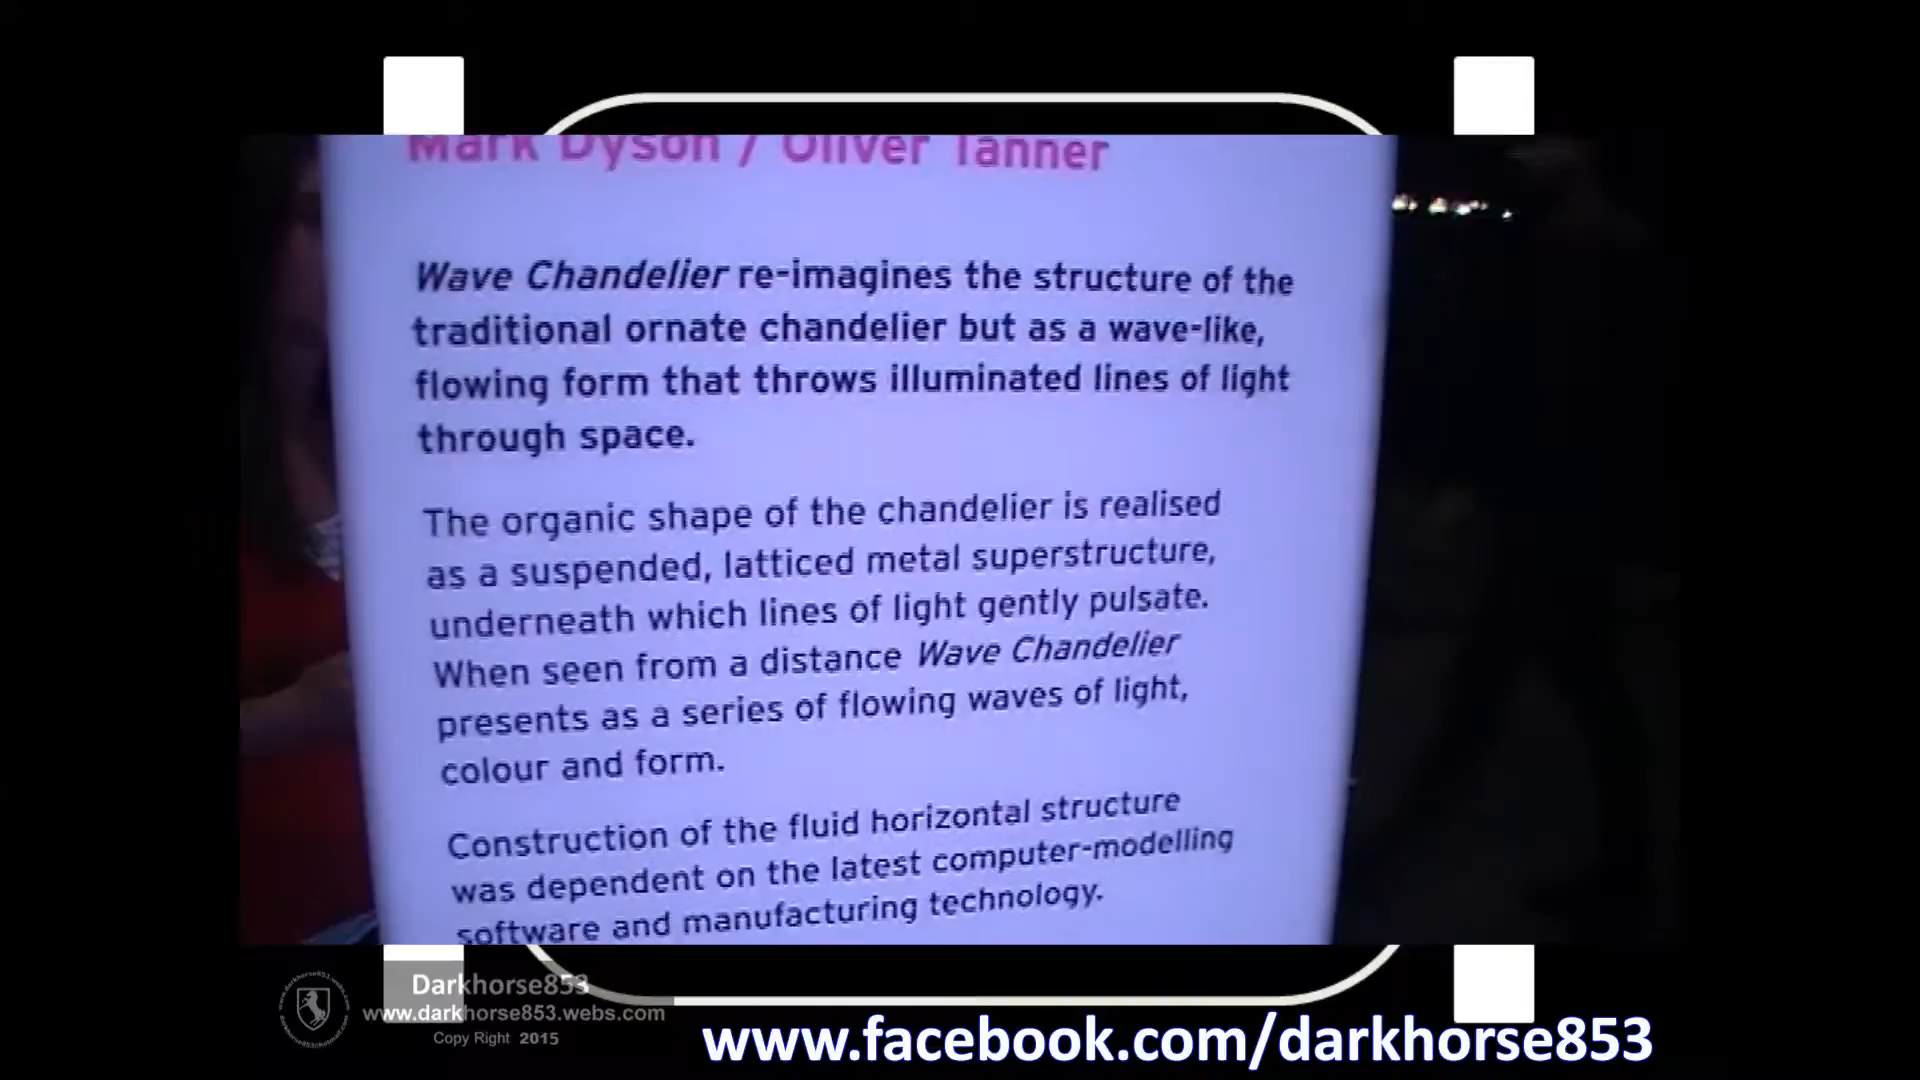 Mark Dyson / Oliver Tanner
Wave Chandelier re-imagines the structure of the
traditional ornate chandelier but as a wave-like,
flowing form that throws illuminated lines of light
through space.
The organic shape of the chandelier is realised
as a suspended, latticed metal superstructure,
underneath which lines of light gently pulsate.
When seen from a distance Wave Chandelier
presents as a series of flowing waves of light,
colour and form.
Construction of the fluid horizontal structure
was dependent on the latest computer-modelling
software and manufacturing technology.
Darkhorse853
www.darkhorse853.webs.com
Copy Right 2015
www.facebook.com/darkhorse853